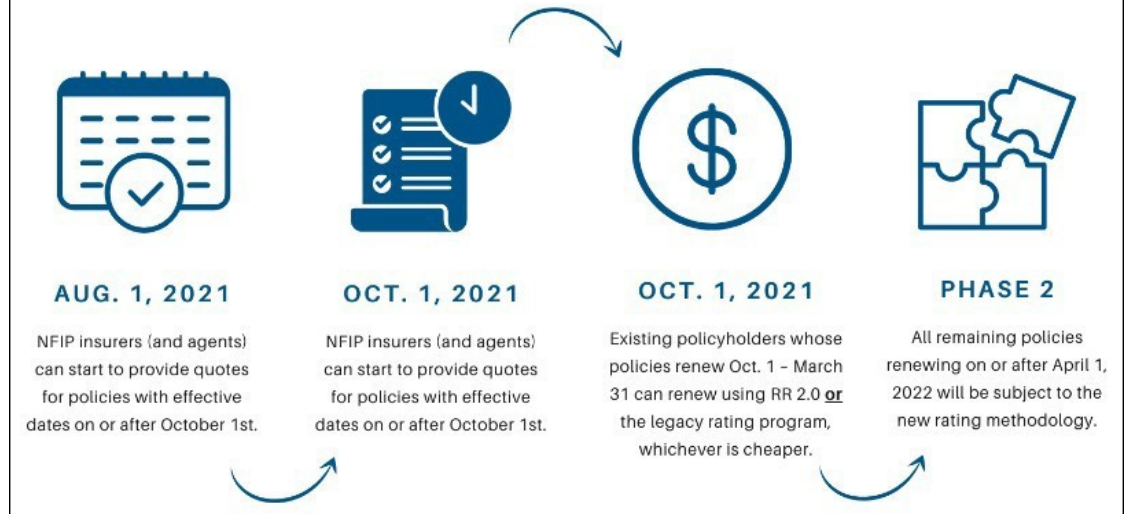 AUG. 1, 2021
NFIP insurers (and agents)
can start to provide quotes
for policies with effective
dates on or after October 1st.
OCT. 1, 2021
NFIP insurers (and agents)
can start to provide quotes
for policies with effective
dates on or after October 1st.
OCT. 1, 2021
Existing policyholders whose
policies renew Oct. 1 – March
31 can renew using RR 2.0 or
the legacy rating program,
whichever is cheaper.
PHASE 2
All remaining policies
renewing on or after April 1,
2022 will be subject to the
new rating methodology.